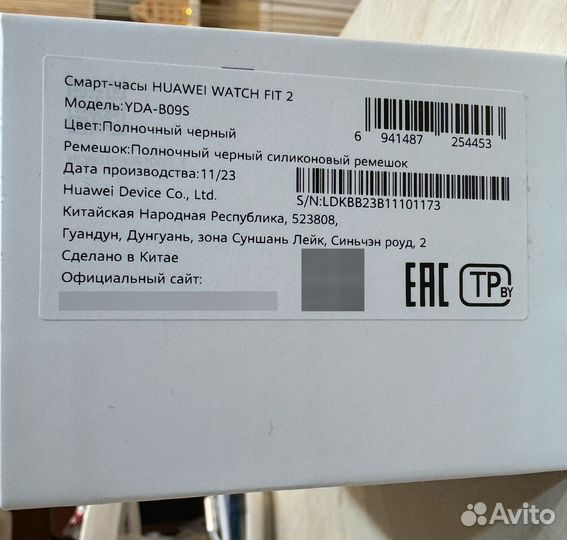 Смарт-часы HUAWEI WATCH FIT 2
Модель:YDA-B09S
Цвет:Полночный черный
6 941487 254453
Ремешок:Полночный черный силиконовый ремешок
Дата производства:11/23
Huawei Device Co., Ltd.
S/N:LDKBB23B11101173
Китайская Народная Республика, 523808,
Гуандун, Дунгуань, зона Суншань Лейк, Синьчэн роуд, 2
Сделано в Китае
Официальный сайт:
EAC
TP BY
Avito